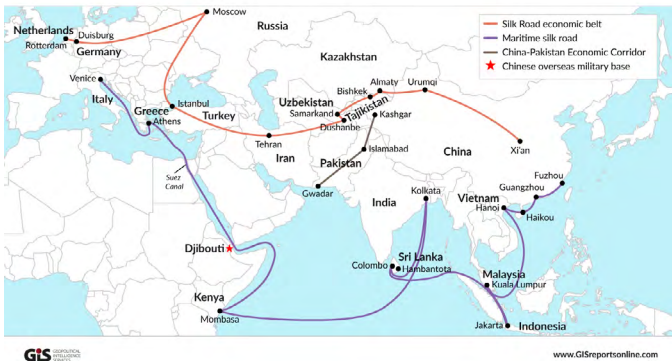 Moscow
Netherlands
Duisburg
Rotterdam
Germany
Russia
Silk Road economic belt
Maritime silk road
China-Pakistan Economic Corridor
Chinese overseas military base
Kazakhstan
Venice
Italy
Almaty
Urumqi
Bishkek
Istanbul
Uzbekistan
Greece
Athens
Turkey
Samarkand
Tajikistan
Kashgar
Dushanbe
Tehran
Iran
Islamabad
Pakistan
China
Xi'an
Suez
Canal
Gwadar
Fuzhou
Guangzhou
Kolkata
Vietnam
India
Hanoi
Haikou
Djibouti
Sri Lanka
Colombo
Hambantota
Malaysia
Kuala Lumpur
Kenya
Mombasa
Jakarta
Indonesia
GIS
GEOPOLITICAL
INTELLIGENCE
SERVICES
www.GISreportsonline.com